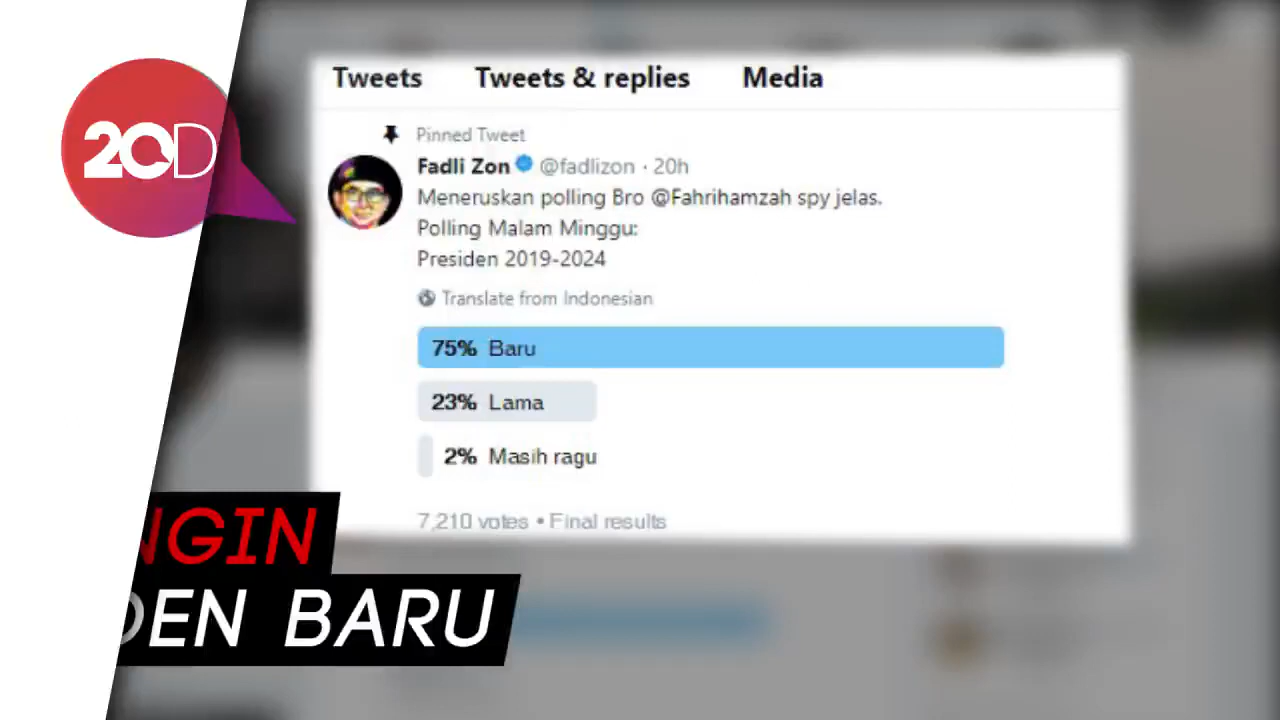 20D
Tweets Tweets & replies Media
Pinned Tweet
Fadli Zon @fadlizon · 20h
Meneruskan polling Bro @Fahrihamzah spy jelas.
Polling Malam Minggu:
Presiden 2019-2024
Translate from Indonesian
75% Baru
23% Lama
2% Masih ragu
7,210 votes • Final results
NGIN
DEN BARU